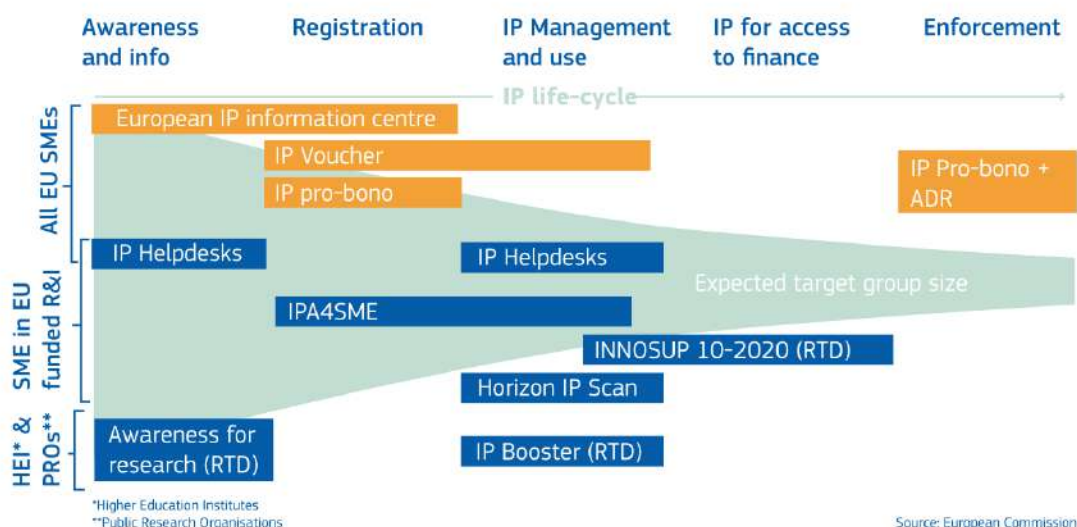 Awareness
and info
Registration
IP Management
and use
IP for access
to finance
Enforcement
IP life-cycle
All EU SMEs
European IP information centre
IP Voucher
IP pro-bono
IP Pro-bono +
ADR
SME in EU
funded R&I
IP Helpdesks
IP Helpdesks
Expected target group size
IPA4SME
INNOSUP 10-2020 (RTD)
Horizon IP Scan
HEI* &
PROs**
Awareness for
research (RTD)
IP Booster (RTD)
*Higher Education Institutes
**Public Research Organisations
Source: European Commission